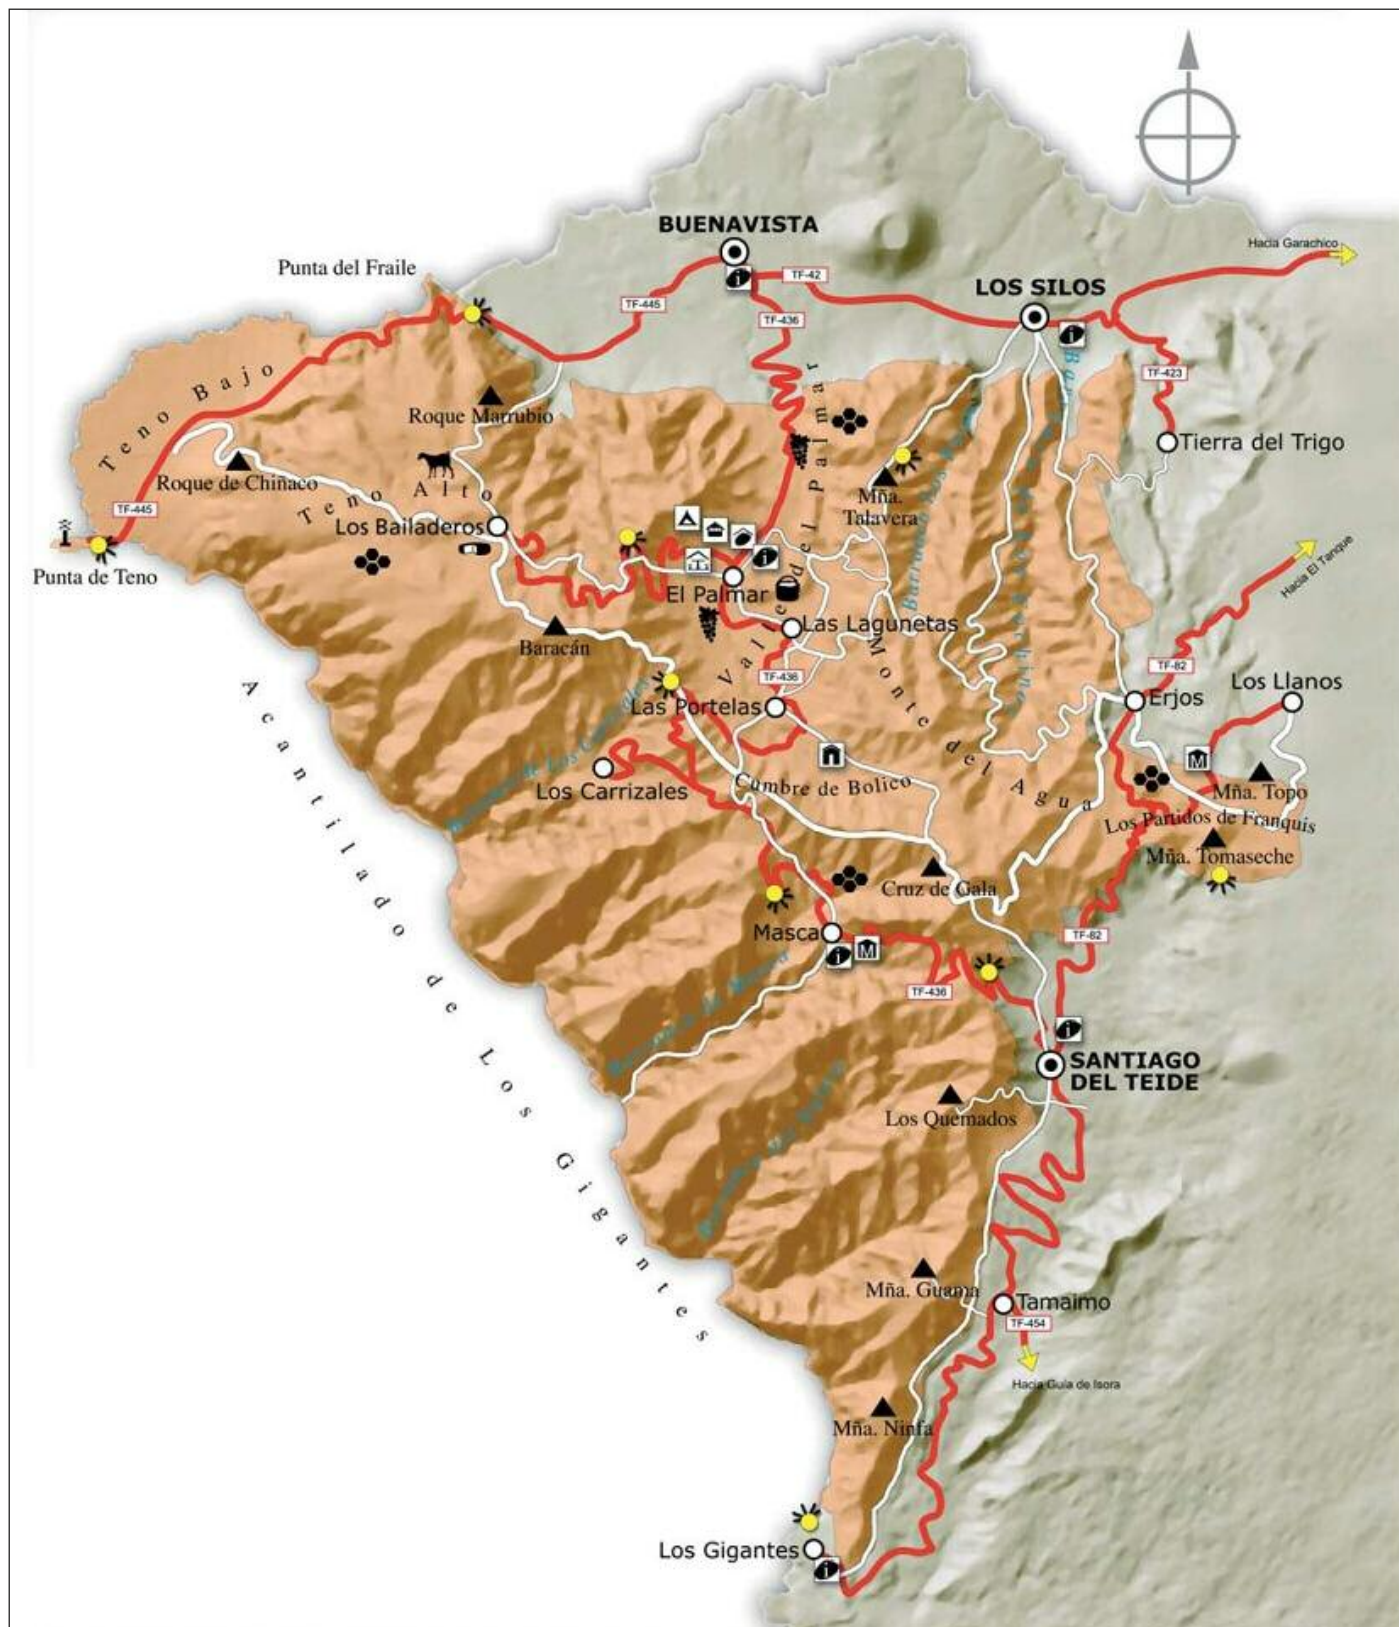 Hacia Garachico
BUENAVISTA
Punta del Fraile
TF-42
LOS SILOS
TF-445
TF-436
Teno Bajo
TF-423
Roque Marrubio
Tierra del Trigo
Roque de Chiñaco
Teno Alto
Mña.
Talavera
TF-445
Los Bailaderos
Hacia El Tanque
Punta de Teno
El Palmar
Valle del Palmar
Las Lagunetas
Baracán
TF-82
TF-436
Los Llanos
Las Portelas
Erjos
Monte del Agua
Los Carrizales
Cumbre de Bolico
Mña. Topo
Los Partidos de Franquis
Mña. Tomaseche
Cruz de Gala
Acantilado de Los Gigantes
Masca
TF-82
Barranco de Masca
TF-436
SANTIAGO
DEL TEIDE
Los Quemados
Mña. Guama
Tamaimo
TF-454
Hacia Guía de Isora
Mña. Ninfa
Los Gigantes